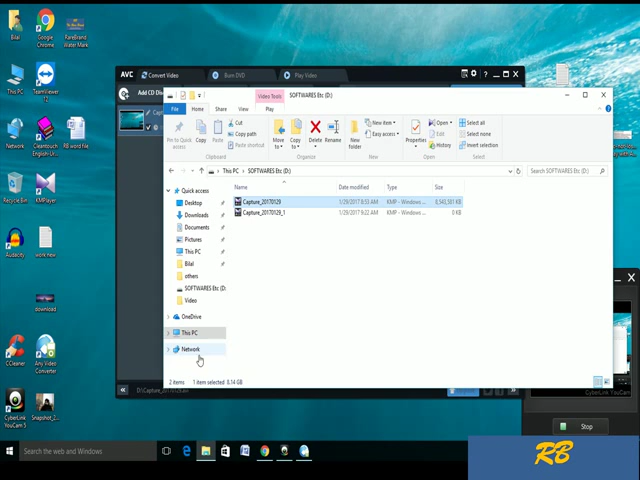 Bilal
Google Chrome
RareBrand Water Mark
This PC
TeamViewer 12
Network
Cleantouch English Ur...
RB word file
Recycle Bin
KMPlayer
Audacity
work new
download
CCleaner
Any Video Converter
CyberLink YouCam 5
Snapshot_2...
AVC
Convert Video
Burn DVD
Play Video
Add CD Di
Video Tools
SOFTWARES Etc (D:)
File
Home
Share
View
Play
Pin to Quick access
Copy
Paste
Cut
Copy path
Paste shortcut
Clipboard
Move to
Copy to
Delete
Rename
Organize
New folder
New item
Easy access
New
Properties
Open
Edit
History
Open
Select all
Select none
Invert selection
Select
This PC > SOFTWARES Etc (D:)
Search SOFTWARES Etc (D:)
Name
Date modified
Type
Size
Capture_20170129
1/29/2017 8:53 AM
KMP - Windows ...
Capture_20170129_1
1/29/2017 9:22 AM
KMP - Windows ...
0 KB
Quick access
Desktop
Downloads
Documents
Pictures
This PC
Bilal
others
SOFTWARES Etc (D:
Video
OneDrive
This PC
Network
2 items
1 item selected 8.14 GB
CyberLink YouCam
Stop
Search the web and Windows
RB